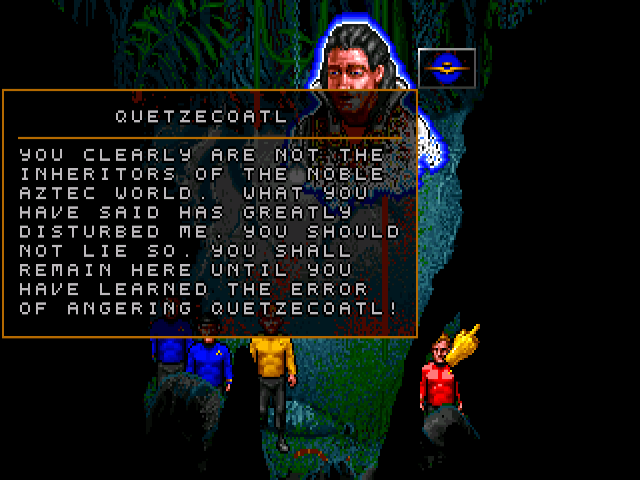 QUETZECOATL
YOU CLEARLY ARE NOT THE
INHERITORS OF THE NOBLE
AZTEC WORLD.  WHAT YOU
HAVE SAID HAS GREATLY
DISTURBED ME. YOU SHOULD
NOT LIE SO. YOU SHALL
REMAIN HERE UNTIL YOU
HAVE LEARNED THE ERROR
OF ANGERING QUETZECOATL!